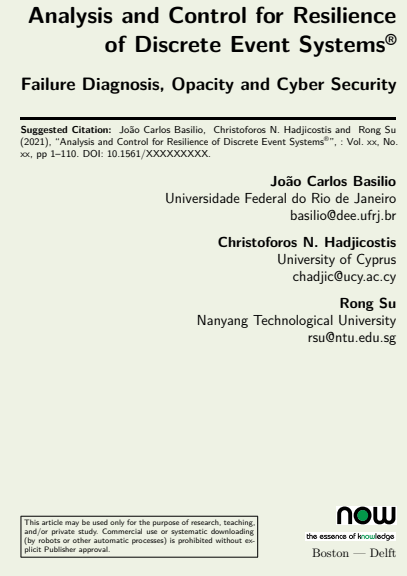 Analysis and Control for Resilience
of Discrete Event Systems®
Failure Diagnosis, Opacity and Cyber Security
Suggested Citation: João Carlos Basilio, Christoforos N. Hadjicostis and Rong Su
(2021), “Analysis and Control for Resilience of Discrete Event Systems®”, : Vol. xx, No.
xx, pp 1–110. DOI: 10.1561/XXXXXXXXX.
João Carlos Basilio
Universidade Federal do Rio de Janeiro
basilio@dee.ufrj.br
Christoforos N. Hadjicostis
University of Cyprus
chadjic@ucy.ac.cy
Rong Su
Nanyang Technological University
rsu@ntu.edu.sg
This article may be used only for the purpose of research, teaching,
and/or private study. Commercial use or systematic downloading
(by robots or other automatic processes) is prohibited without ex-
plicit Publisher approval.
now
the essence of knowledge
Boston — Delft